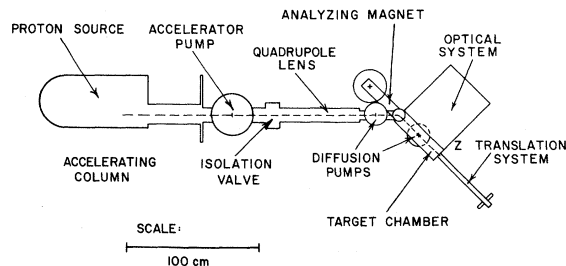 PROTON SOURCE
ACCELERATOR
PUMP
ANALYZING MAGNET
QUADRUPOLE
LENS
OPTICAL
SYSTEM
ACCELERATING
COLUMN
ISOLATION
VALVE
DIFFUSION
PUMPS
Z
TRANSLATION
SYSTEM
TARGET CHAMBER
SCALE:
100 cm